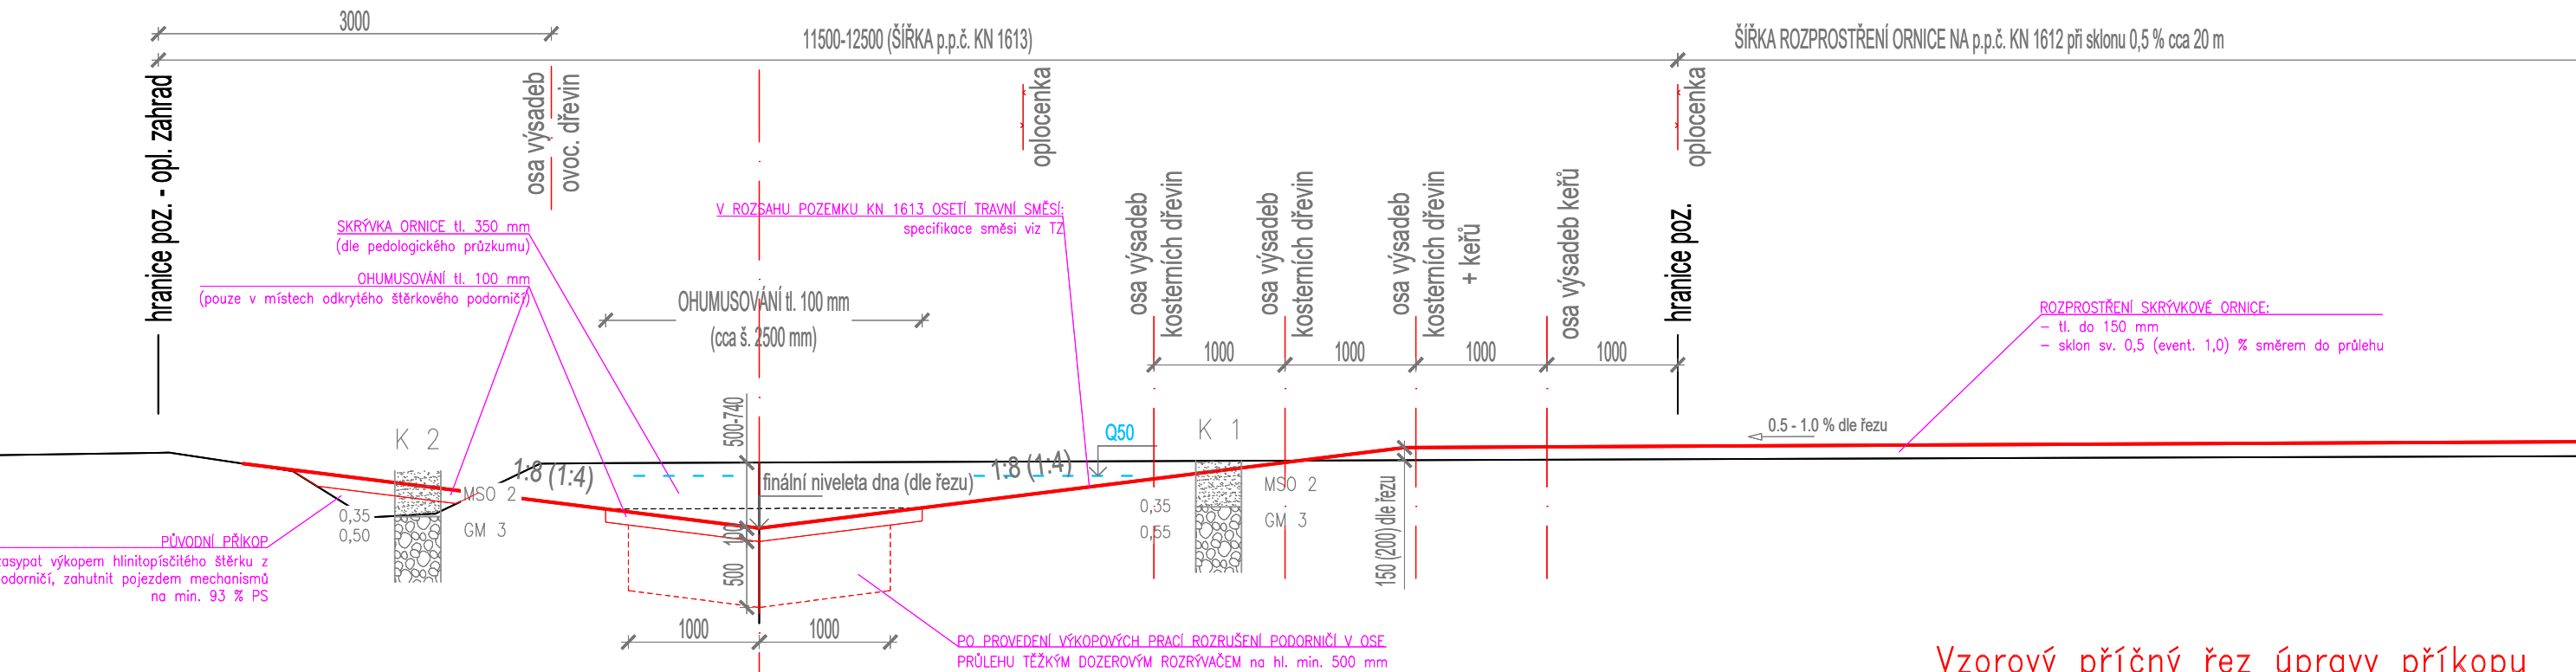 3000
11500-12500 (ŠÍŘKA p.p.č. KN 1613)
ŠÍŘKA ROZPROSTŘENÍ ORNICE NA p.p.č. KN 1612 při sklonu 0,5 % cca 20 m
hranice poz. - opl. zahrad
osa výsadeb
ovoc. dřevin
oplocenka
oplocenka
osa výsadeb
kosterních dřevin
osa výsadeb
kosterních dřevin
osa výsadeb
kosterních dřevin
+ keřů
osa výsadeb keřů
hranice poz.
SKRÝVKA ORNICE tl. 350 mm
(dle pedologického průzkumu)
OHUMUSOVÁNÍ tl. 100 mm
(pouze v místech odkrytého štěrkového podorničí)
V ROZSAHU POZEMKU KN 1613 OSETÍ TRAVNÍ SMĚSÍ:
specifikace směsi viz TZ
OHUMUSOVÁNÍ tl. 100 mm
(cca š. 2500 mm)
ROZPROSTŘENÍ SKRÝVKOVÉ ORNICE:
- tl. do 150 mm
- sklon sv. 0,5 (event. 1,0) % směrem do průlehu
1000
1000
1000
1000
500-740
Q50
K 2
K 1
0.5 - 1.0 % dle řezu
1:8 (1:4)
1:8 (1:4)
finální niveleta dna (dle řezu)
MSO 2
GM 3
0,35
0,50
MSO 2
GM 3
0,35
0,55
100
500
150 (200) dle řezu
PŮVODNÍ PŘÍKOP
zasypat výkopem hlinitopísčitého štěrku z
odorničí, zahutnit pojezdem mechanismů
na min. 93 % PS
1000
1000
PO PROVEDENÍ VÝKOPOVÝCH PRACÍ ROZRUŠENÍ PODORNIČÍ V OSE
PRŮLEHU TĚŽKÝM DOZEROVÝM ROZRÝVAČEM na hl. min. 500 mm
Vzorový příčný řez úpravy příkopu